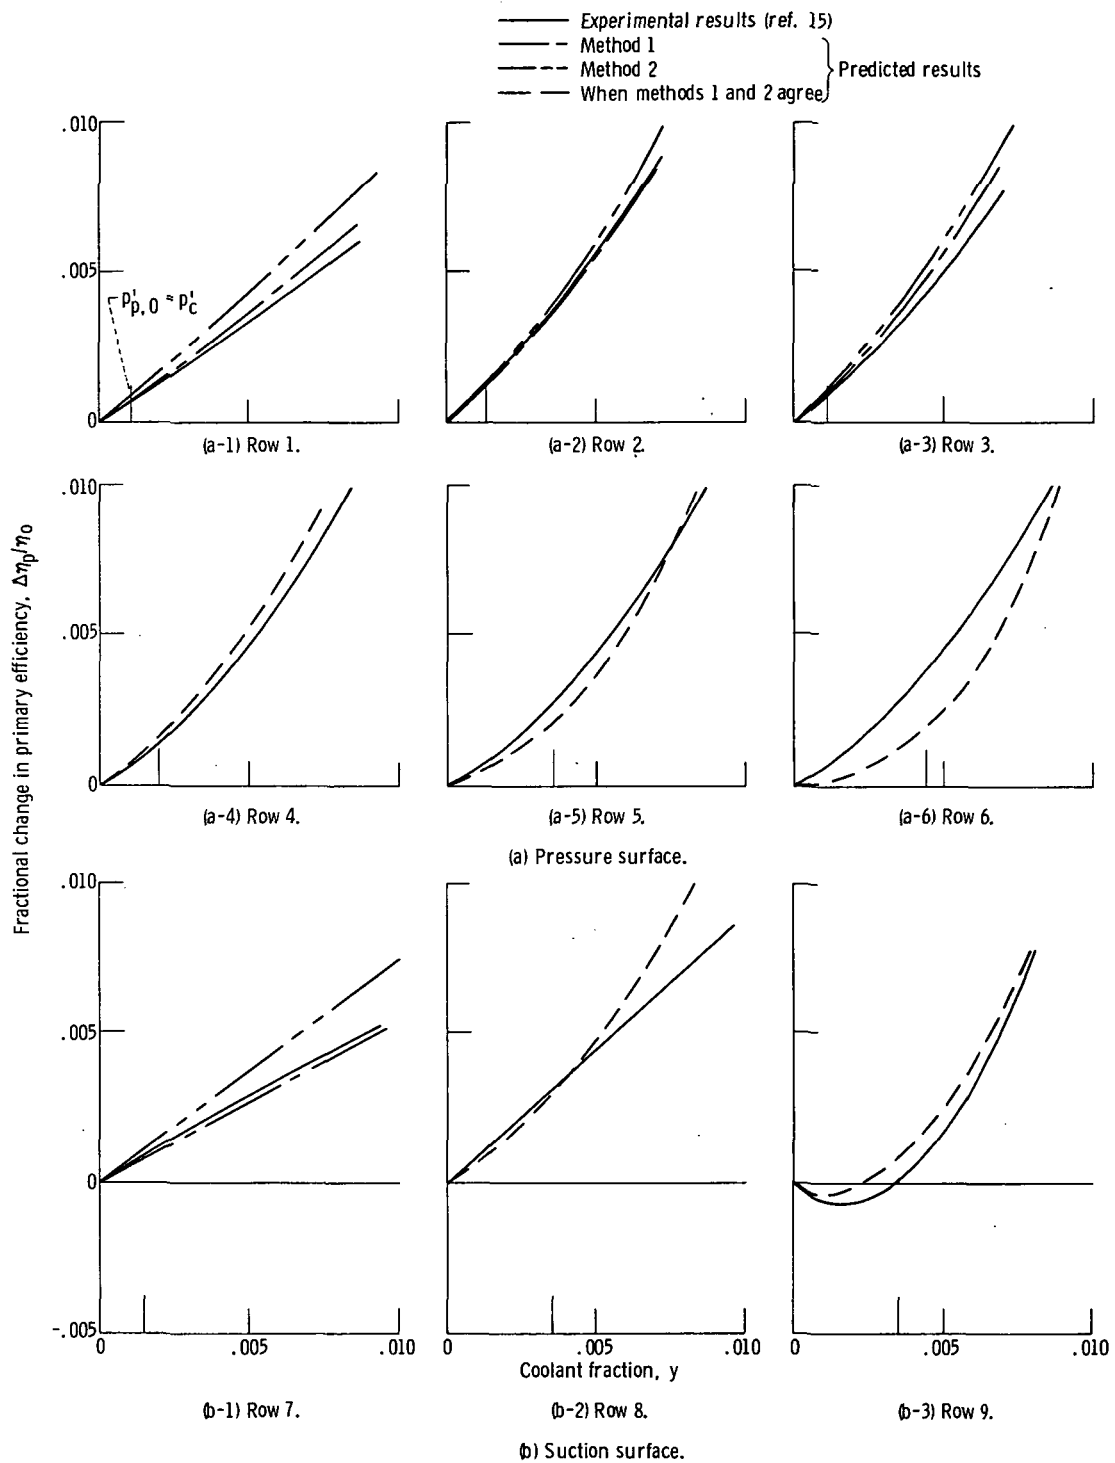 Experimental results (ref. 15)
Method 1
Method 2
When methods 1 and 2 agree
Predicted results
.010
.005
0
p'p,0 = p'c
(a-1) Row 1.
(a-2) Row 2.
(a-3) Row 3.
.010
.005
0
(a-4) Row 4.
(a-5) Row 5.
(a-6) Row 6.
(a) Pressure surface.
Fractional change in primary efficiency, Δηp/η0
.010
.005
0
-.005
0 .005 .010
0 .005 .010
0 .005 .010
Coolant fraction, y
(b-1) Row 7.
(b-2) Row 8.
(b-3) Row 9.
(b) Suction surface.